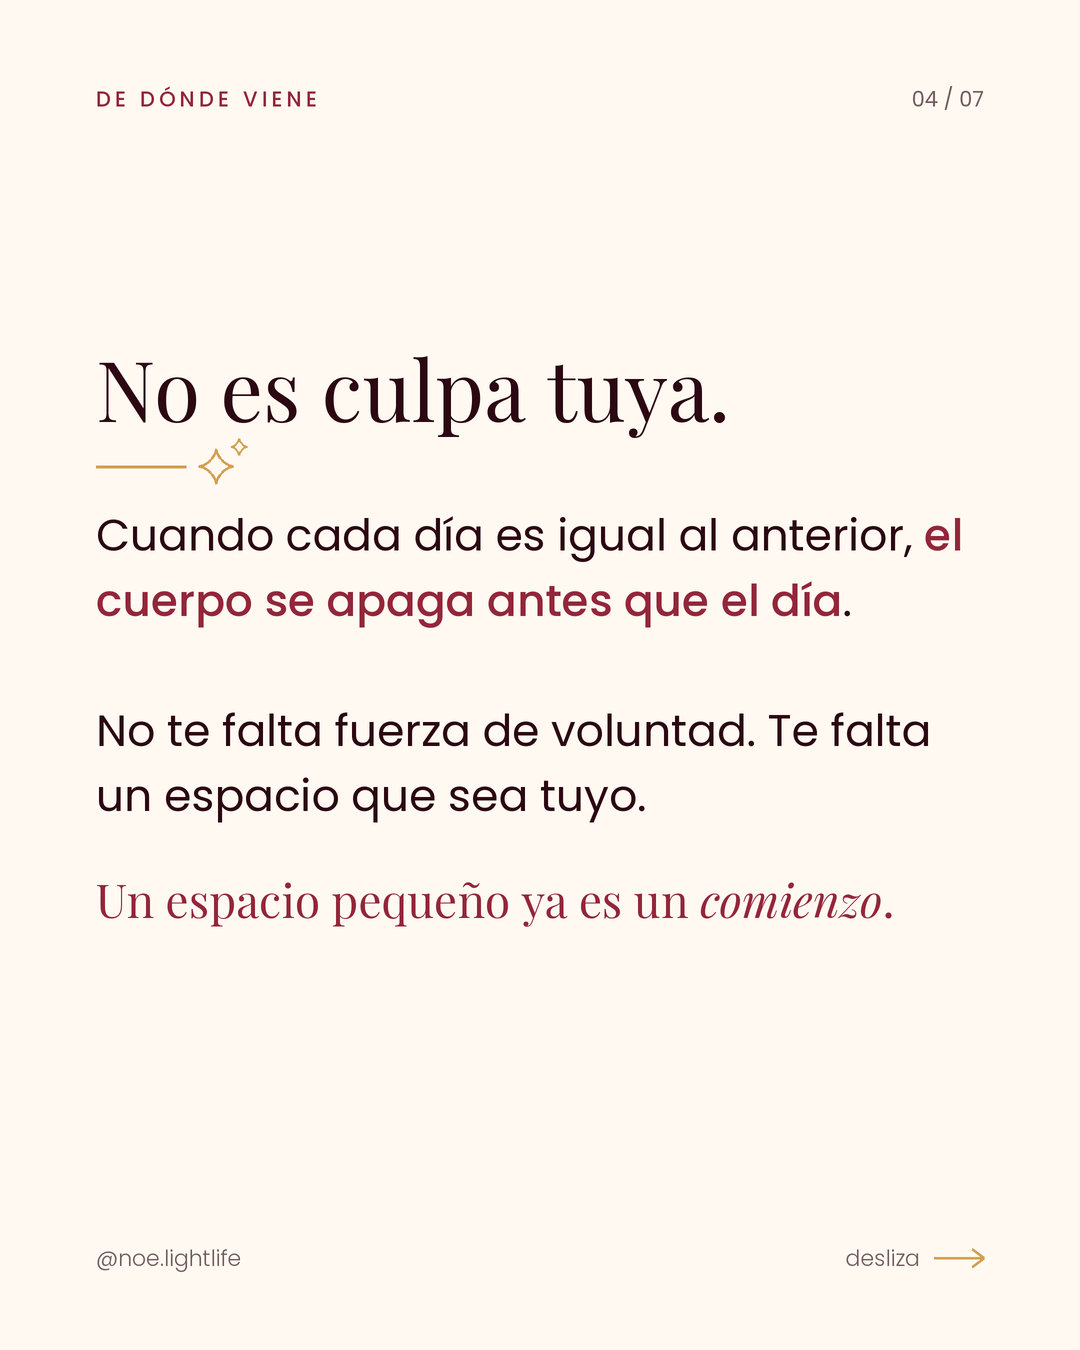 DE DÓNDE VIENE
04 / 07
No es culpa tuya.
Cuando cada día es igual al anterior, el
cuerpo se apaga antes que el día.
No te falta fuerza de voluntad. Te falta
un espacio que sea tuyo.
Un espacio pequeño ya es un comienzo.
@noe.lightlife
desliza